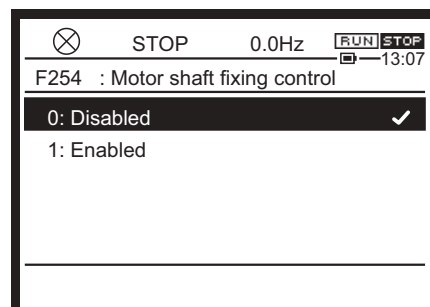 STOP 0.0Hz RUN STOP
13:07
F254 : Motor shaft fixing control
0: Disabled
1: Enabled